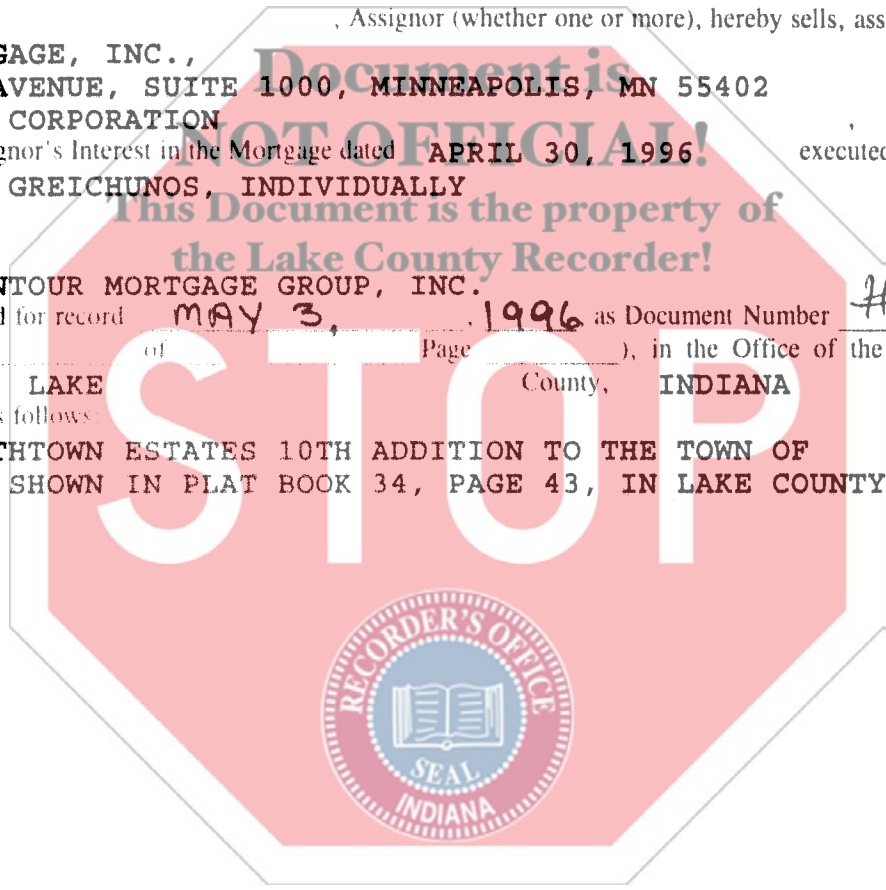 , Assignor (whether one or more), hereby sells, ass
GAGE, INC.,
AVENUE, SUITE 1000, MINNEAPOLIS, MN 55402
CORPORATION ,
gnor's Interest in the Mortgage dated APRIL 30, 1996 executed
GREICHUNOS, INDIVIDUALLY
Document is
NOT OFFICIAL!
This Document is the property of
the Lake County Recorder!
NTOUR MORTGAGE GROUP, INC.
d for record MAY 3, , 1996 as Document Number #
of Page ), in the Office of the
LAKE County, INDIANA
s follows:
THTOWN ESTATES 10TH ADDITION TO THE TOWN OF
SHOWN IN PLAT BOOK 34, PAGE 43, IN LAKE COUNTY
STOP
RECORDER'S OFFICE
SEAL
INDIANA